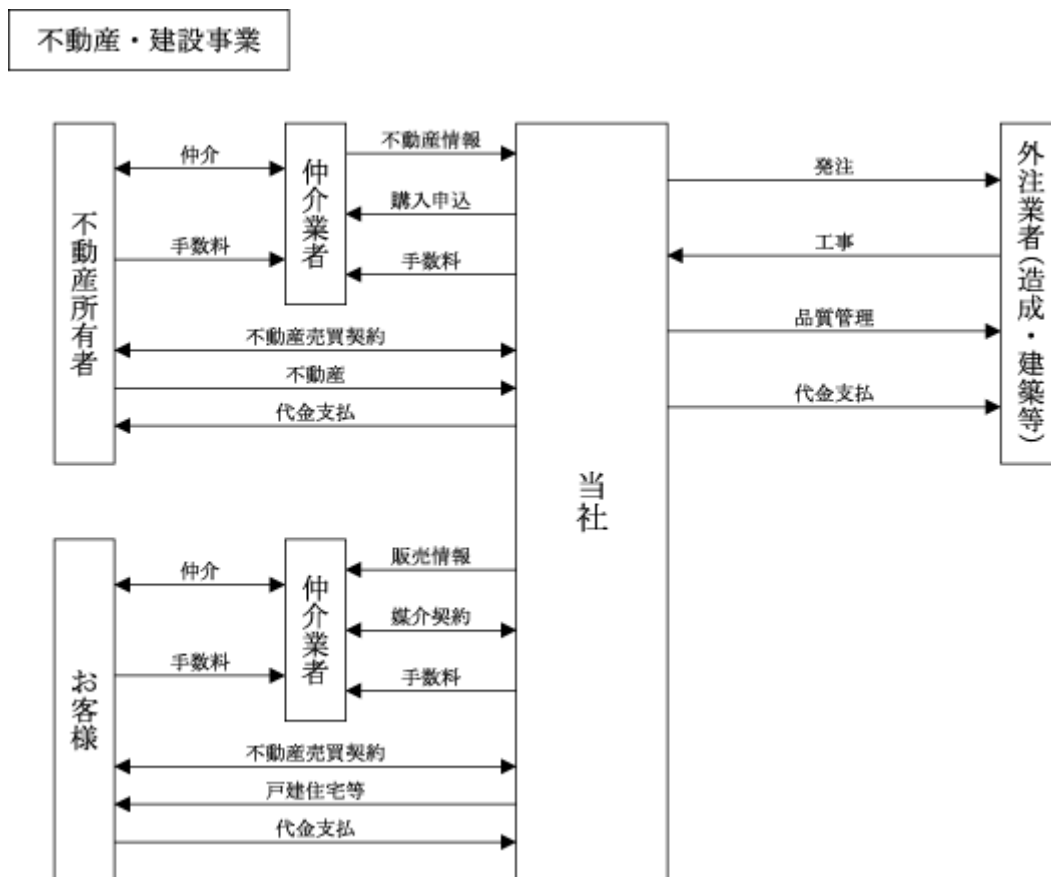 不動産・建設事業
不動産所有者
仲介
手数料
仲介業者
不動産情報
購入申込
手数料
不動産売買契約
不動産
代金支払
当社
発注
工事
品質管理
代金支払
外注業者(造成・建築等)
お客様
仲介
手数料
仲介業者
販売情報
媒介契約
手数料
不動産売買契約
戸建住宅等
代金支払